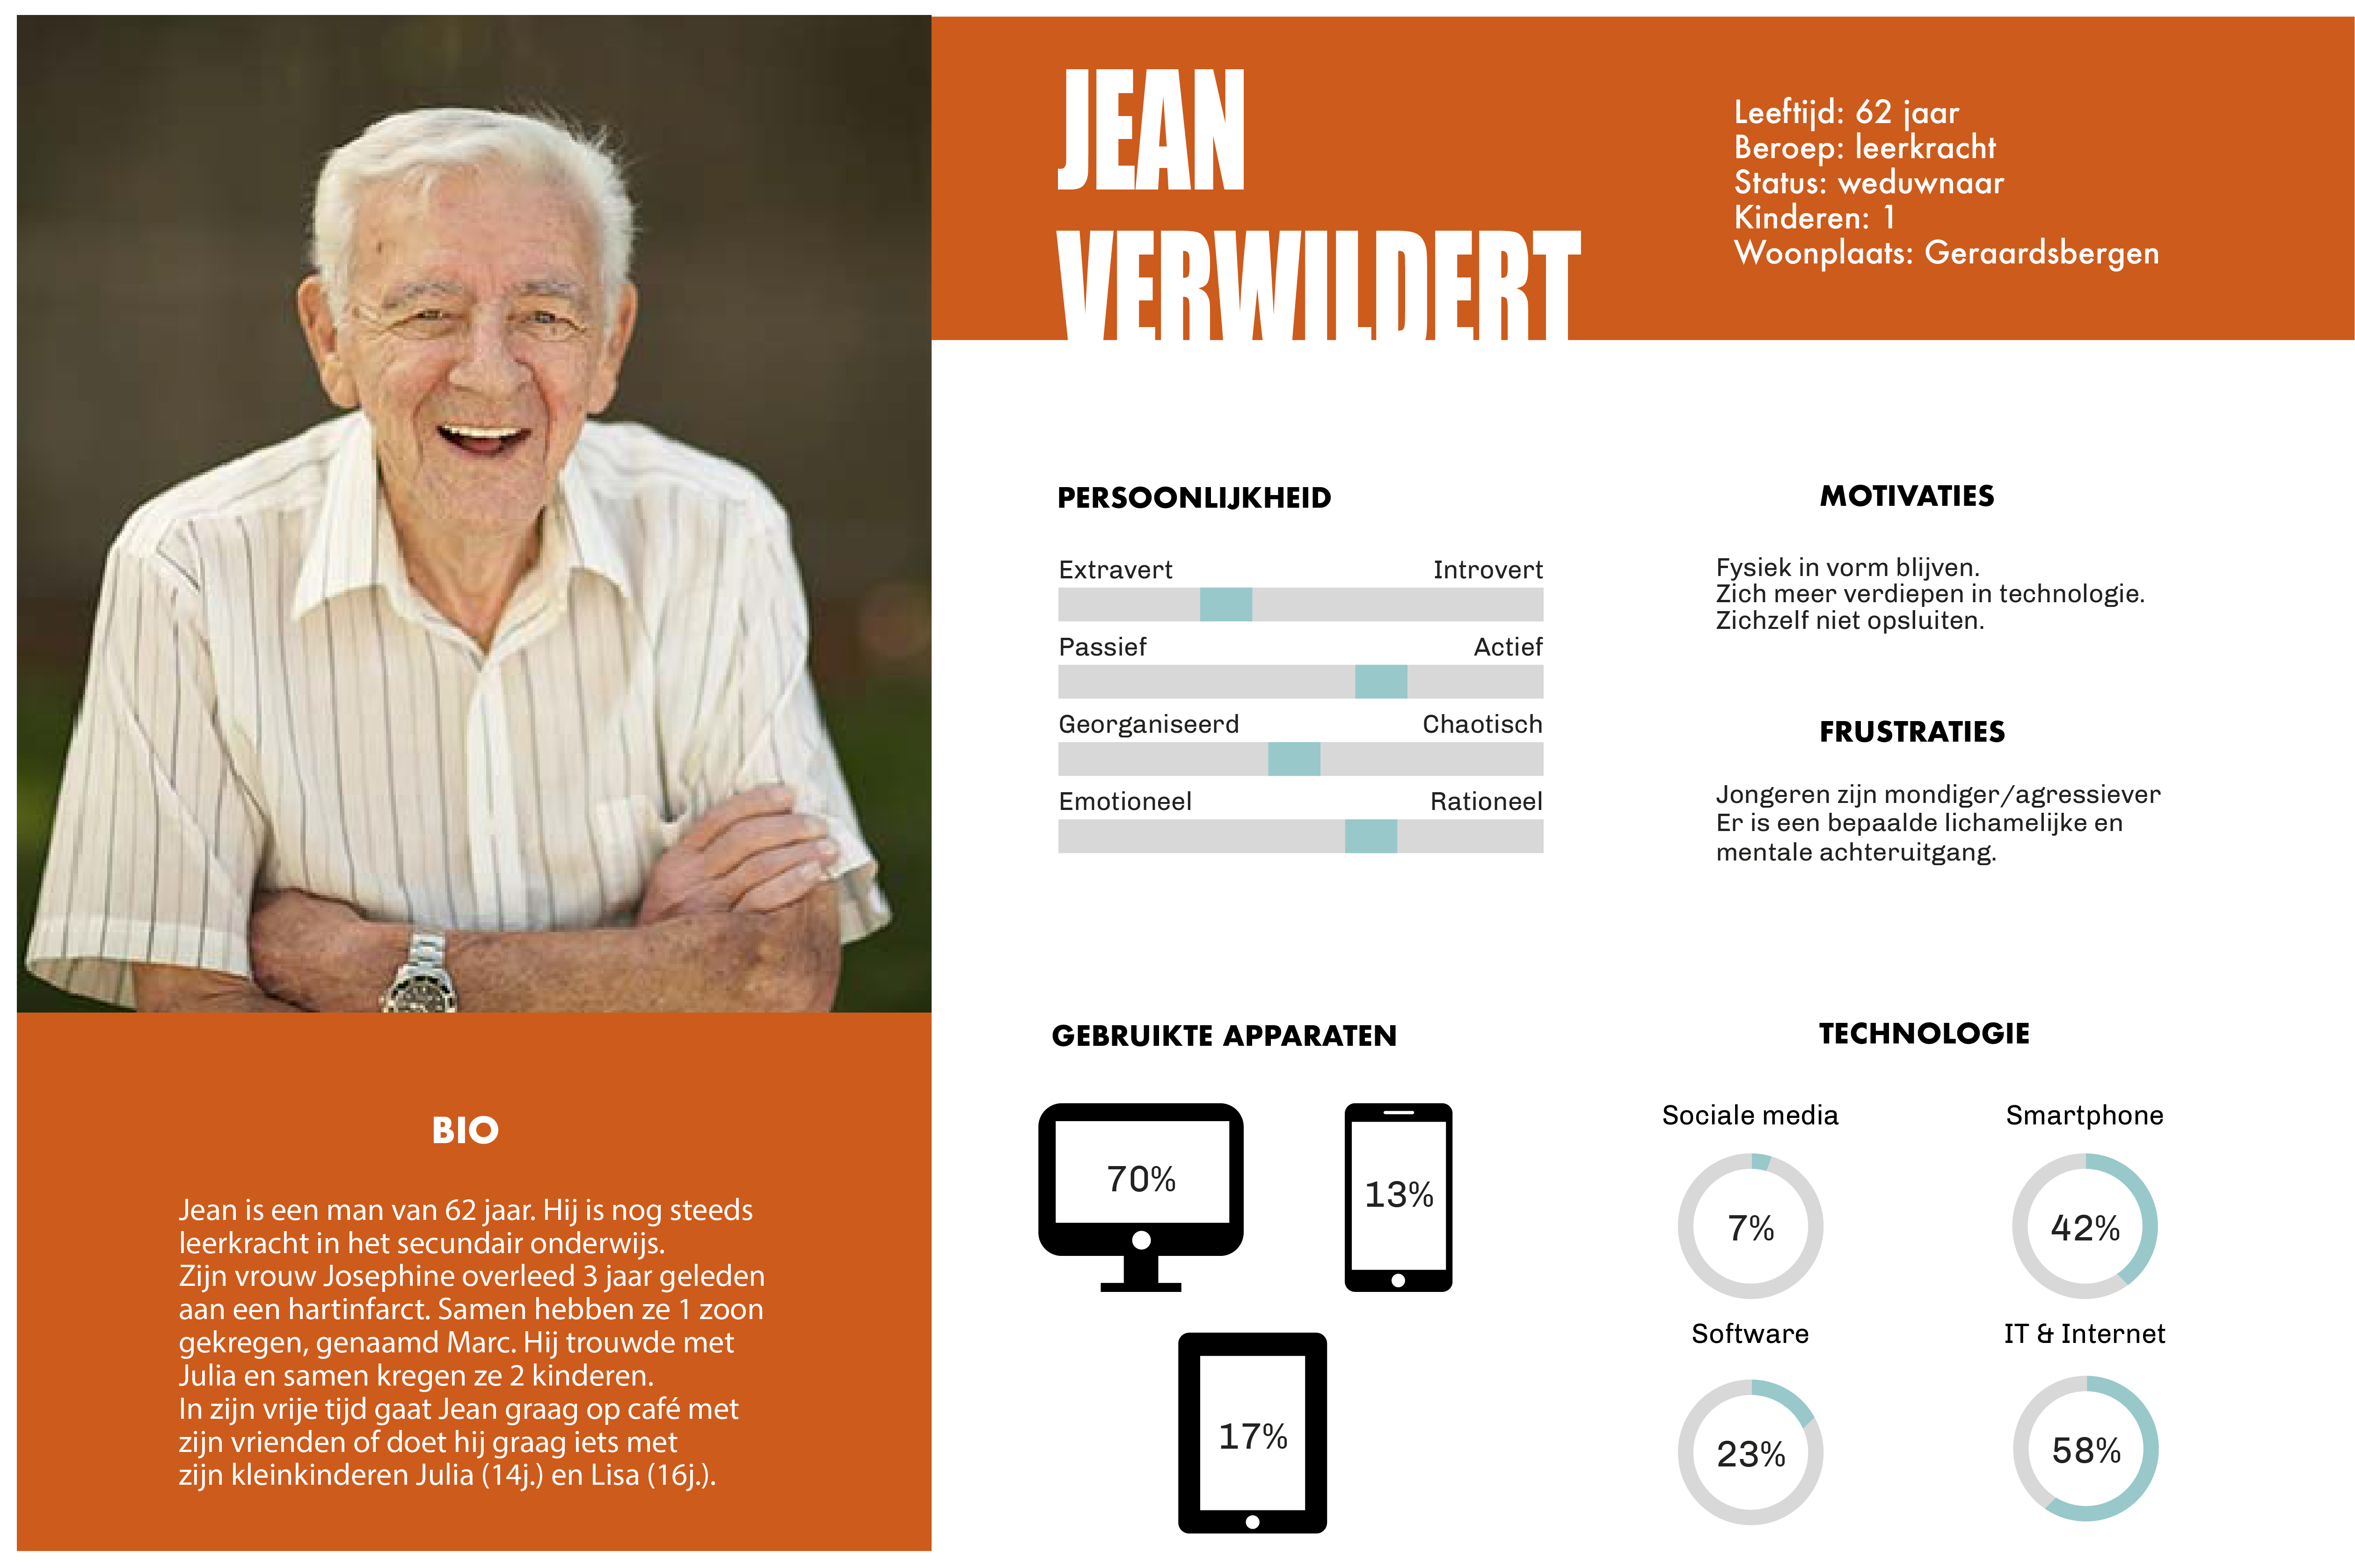 JEAN
VERWILDERT
Leeftijd: 62 jaar
Beroep: leerkracht
Status: weduwnaar
Kinderen: 1
Woonplaats: Geraardsbergen
PERSOONLIJKHEID
Extravert Introvert
Passief Actief
Georganiseerd Chaotisch
Emotioneel Rationeel
MOTIVATIES
Fysiek in vorm blijven.
Zich meer verdiepen in technologie.
Zichzelf niet opsluiten.
FRUSTRATIES
Jongeren zijn mondiger/agressiever
Er is een bepaalde lichamelijke en
mentale achteruitgang.
BIO
Jean is een man van 62 jaar. Hij is nog steeds
leerkracht in het secundair onderwijs.
Zijn vrouw Josephine overleed 3 jaar geleden
aan een hartinfarct. Samen hebben ze 1 zoon
gekregen, genaamd Marc. Hij trouwde met
Julia en samen kregen ze 2 kinderen.
In zijn vrije tijd gaat Jean graag op café met
zijn vrienden of doet hij graag iets met
zijn kleinkinderen Julia (14j.) en Lisa (16j.).
GEBRUIKTE APPARATEN
70%
13%
17%
TECHNOLOGIE
Sociale media Smartphone
7% 42%
Software IT & Internet
23% 58%